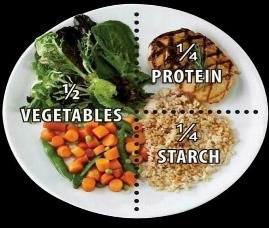 ½
VEGETABLES
¼
PROTEIN
¼
STARCH